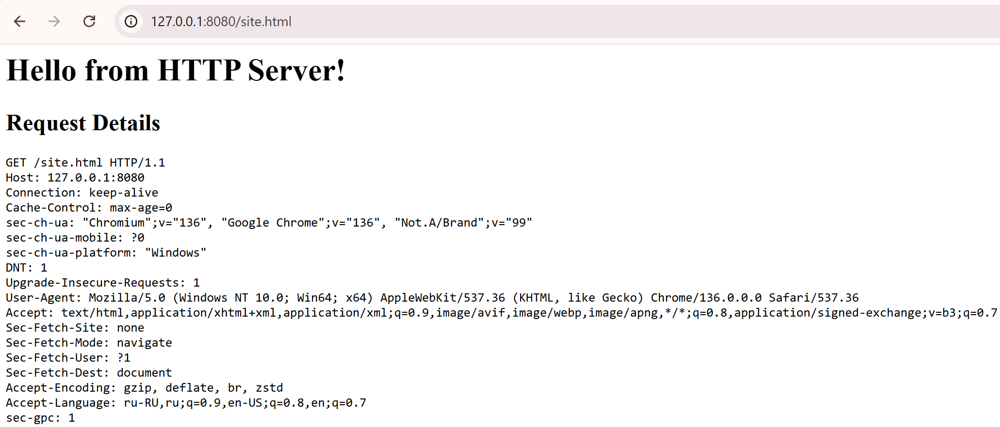 127.0.0.1:8080/site.html
Hello from HTTP Server!
Request Details
GET /site.html HTTP/1.1
Host: 127.0.0.1:8080
Connection: keep-alive
Cache-Control: max-age=0
sec-ch-ua: "Chromium";v="136", "Google Chrome";v="136", "Not.A/Brand";v="99"
sec-ch-ua-mobile: ?0
sec-ch-ua-platform: "Windows"
DNT: 1
Upgrade-Insecure-Requests: 1
User-Agent: Mozilla/5.0 (Windows NT 10.0; Win64; x64) AppleWebKit/537.36 (KHTML, like Gecko) Chrome/136.0.0.0 Safari/537.36
Accept: text/html,application/xhtml+xml,application/xml;q=0.9,image/avif,image/webp,image/apng,*/*;q=0.8,application/signed-exchange;v=b3;q=0.7
Sec-Fetch-Site: none
Sec-Fetch-Mode: navigate
Sec-Fetch-User: ?1
Sec-Fetch-Dest: document
Accept-Encoding: gzip, deflate, br, zstd
Accept-Language: ru-RU,ru;q=0.9,en-US;q=0.8,en;q=0.7
sec-gpc: 1